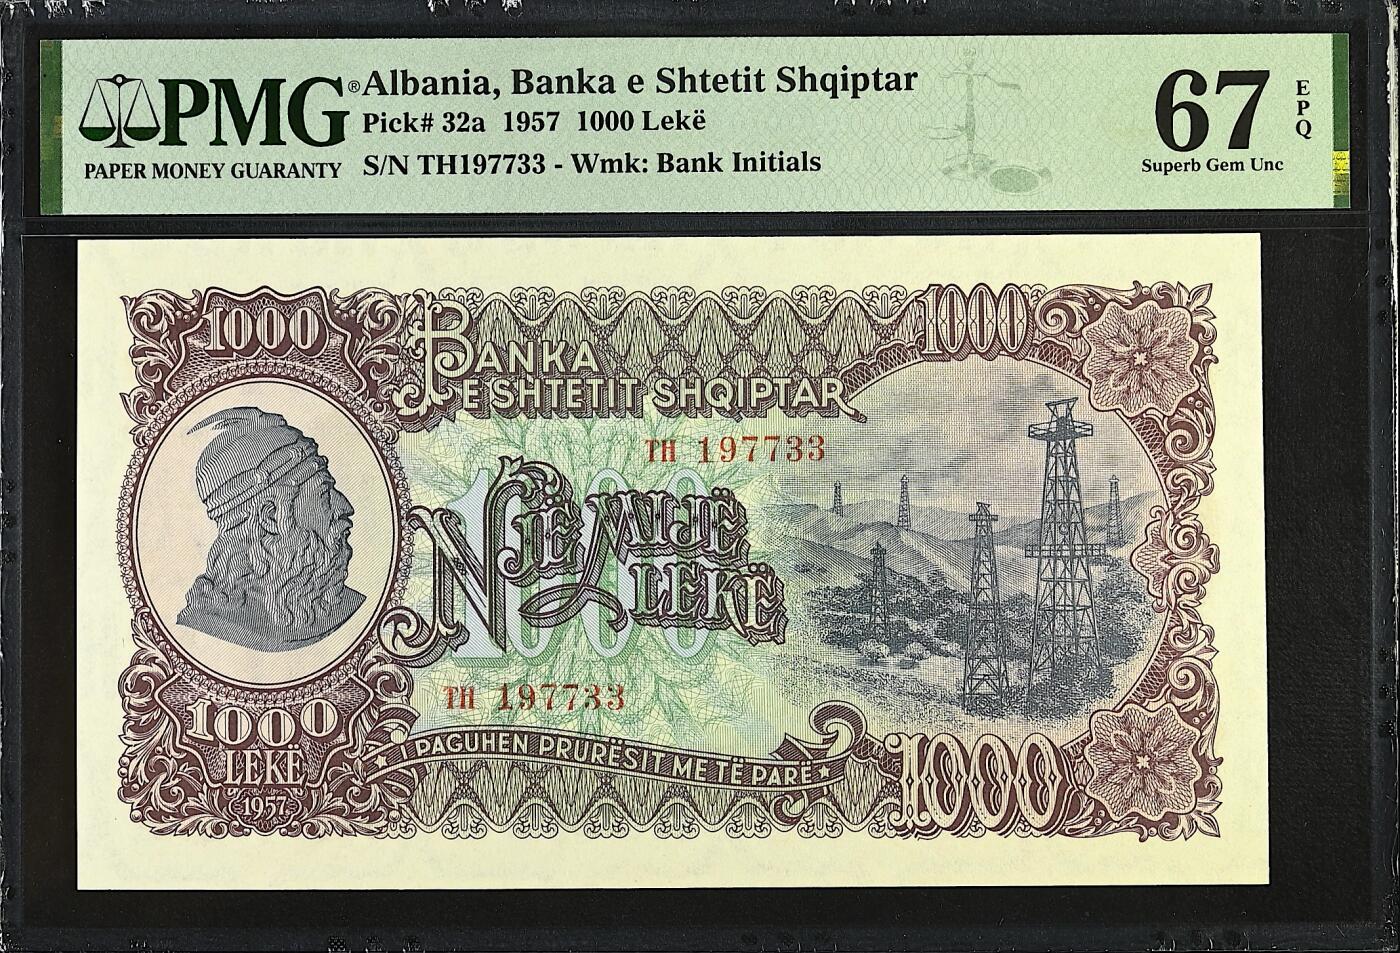 PMG®
PAPER MONEY GUARANTY
Albania, Banka e Shtetit Shqiptar
Pick# 32a 1957 1000 Lekë
S/N TH197733 - Wmk: Bank Initials
67
EPQ
Superb Gem Unc
1000
BANKA
E SHTETIT SHQIPTAR
1000
TH 197733
1000
NJË MIJË
LEKË
TH 197733
1000
LEKË
1957
I PAGUHEN PRURËSIT ME TË PARË
1000